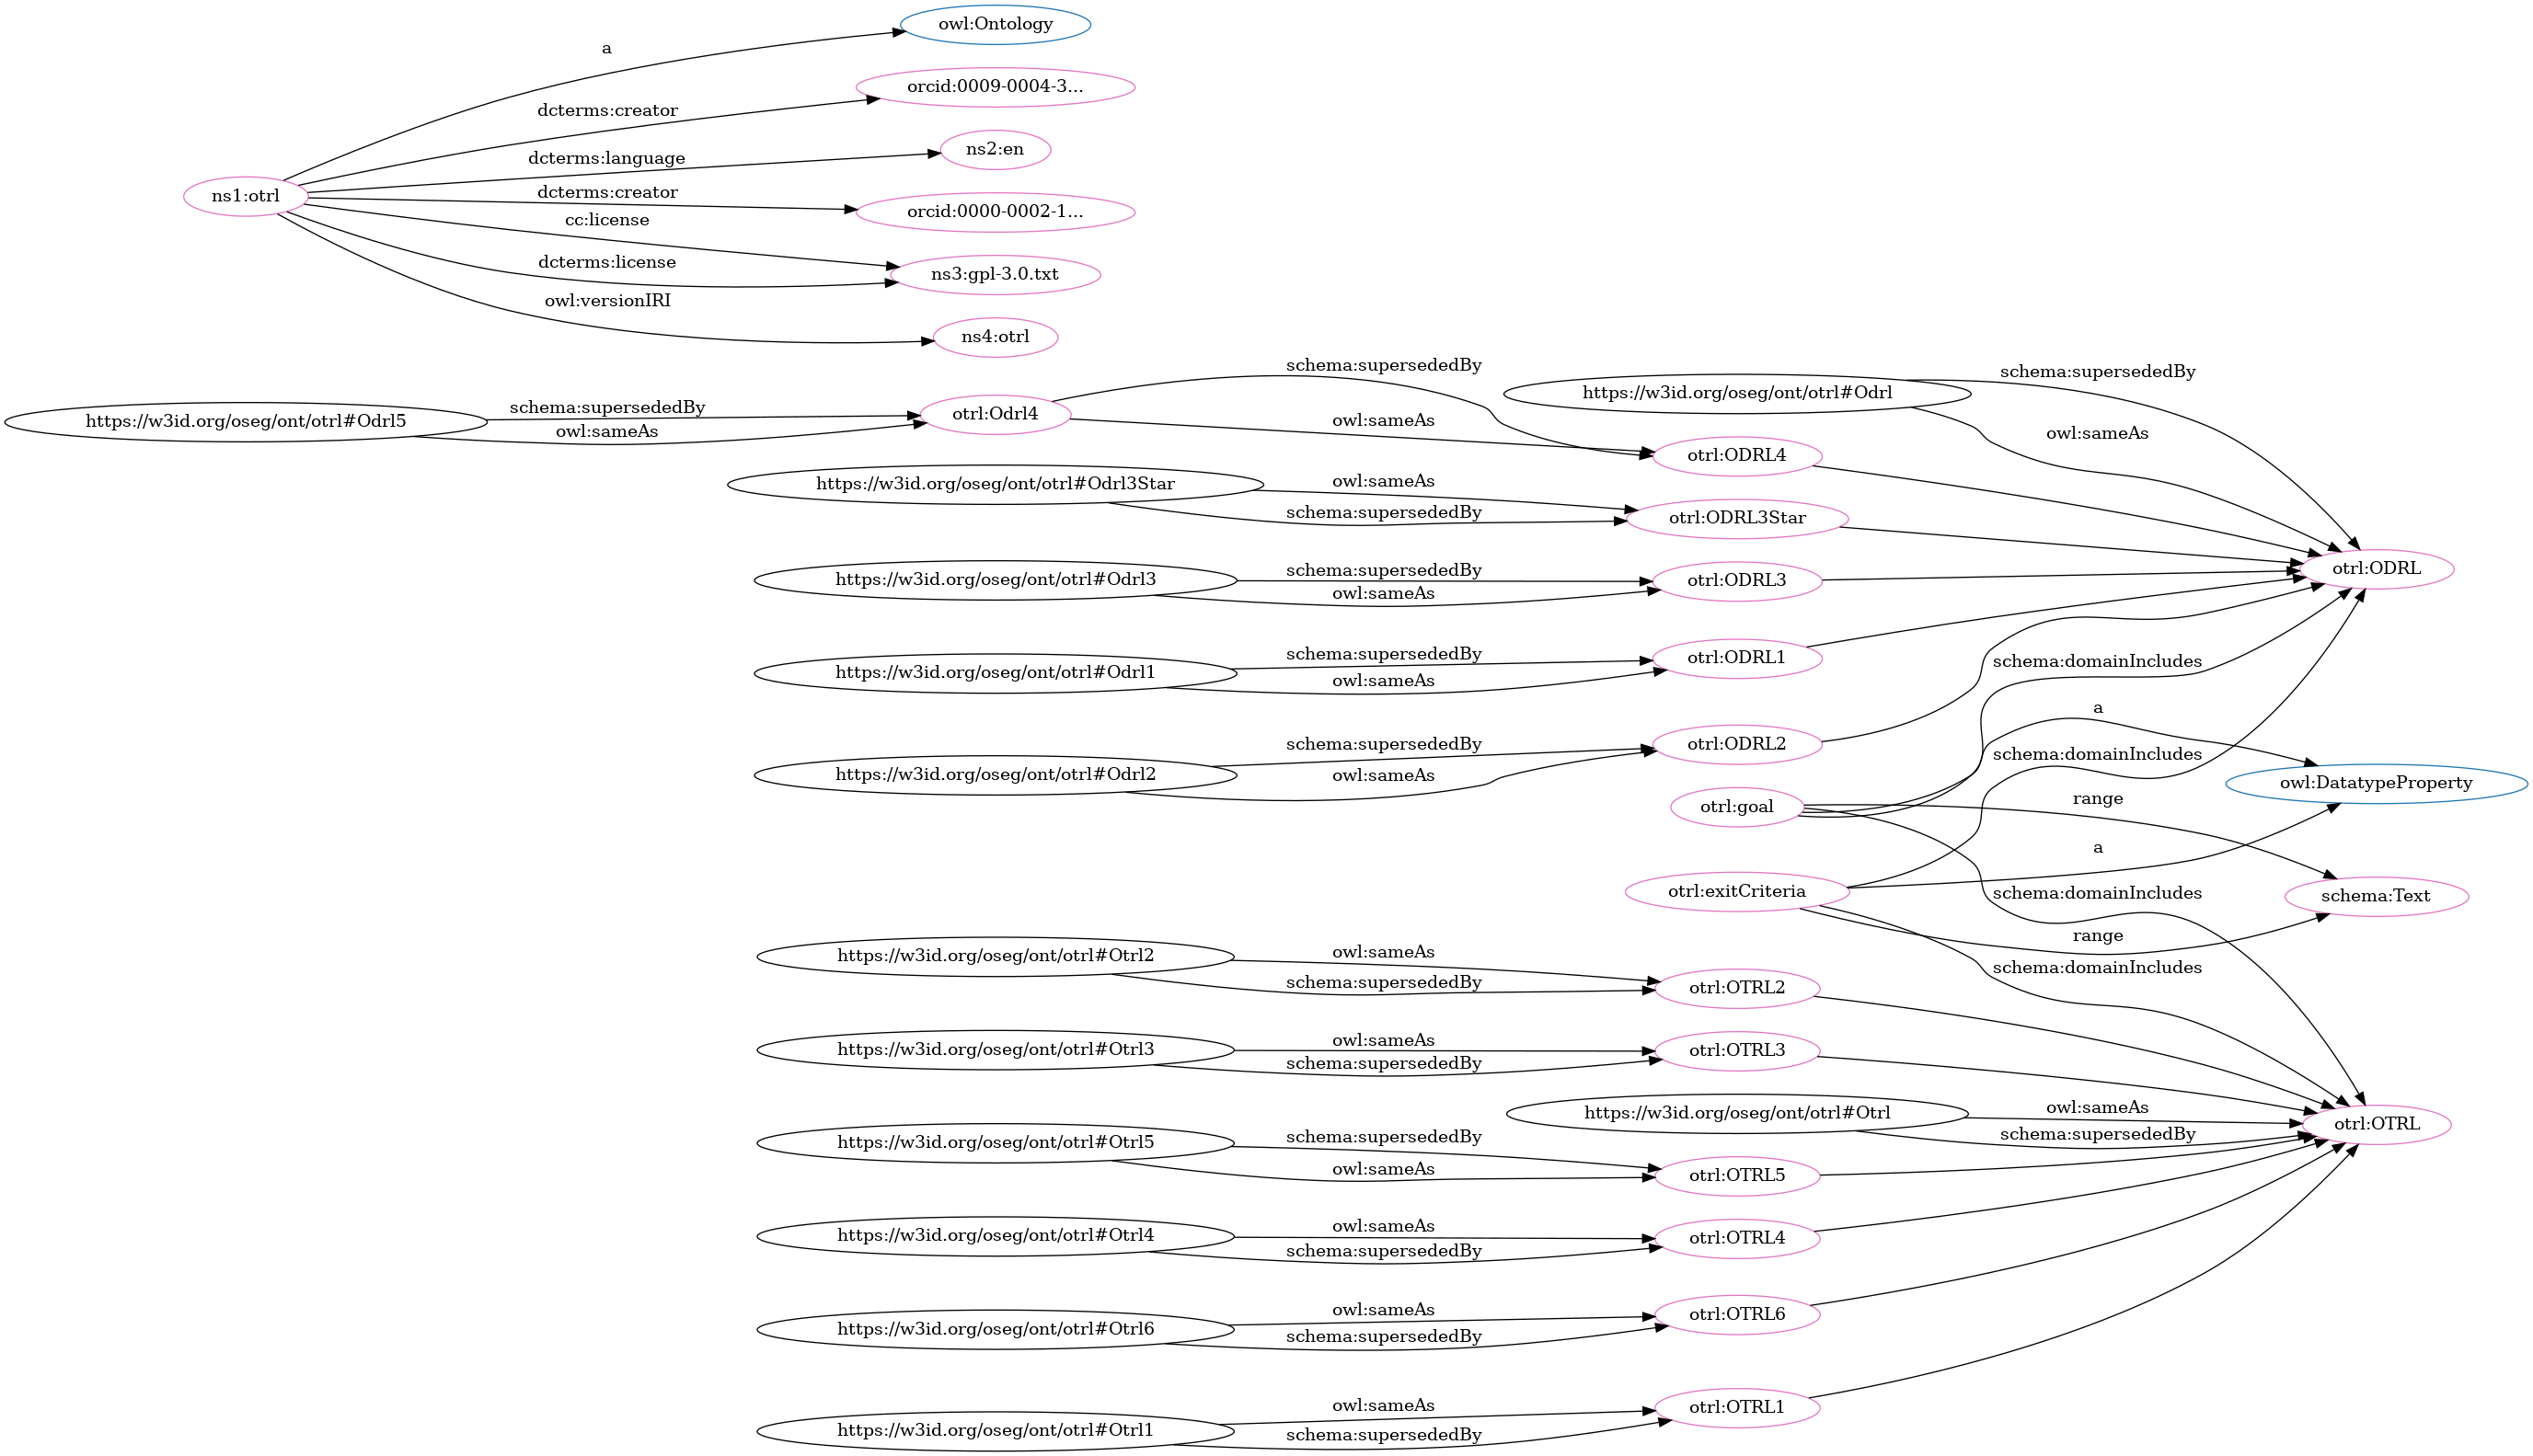 owl:Ontology
a
orcid:0009-0004-3...
dcterms:creator
ns2:en
dcterms:language
ns1:otrl
dcterms:creator
orcid:0000-0002-1...
cc:license
dcterms:license
ns3:gpl-3.0.txt
owl:versionIRI
ns4:otrl
schema:supersededBy
schema:supersededBy
https://w3id.org/oseg/ont/otrl#Odrl
https://w3id.org/oseg/ont/otrl#Odrl5
schema:supersededBy
owl:sameAs
otrl:Odrl4
owl:sameAs
owl:sameAs
otrl:ODRL4
https://w3id.org/oseg/ont/otrl#Odrl3Star
owl:sameAs
schema:supersededBy
otrl:ODRL3Star
https://w3id.org/oseg/ont/otrl#Odrl3
schema:supersededBy
owl:sameAs
otrl:ODRL3
otrl:ODRL
https://w3id.org/oseg/ont/otrl#Odrl1
schema:supersededBy
owl:sameAs
otrl:ODRL1
schema:domainIncludes
a
https://w3id.org/oseg/ont/otrl#Odrl2
schema:supersededBy
owl:sameAs
otrl:ODRL2
schema:domainIncludes
owl:DatatypeProperty
otrl:goal
range
a
otrl:exitCriteria
schema:domainIncludes
schema:Text
range
schema:domainIncludes
https://w3id.org/oseg/ont/otrl#Otrl2
owl:sameAs
schema:supersededBy
otrl:OTRL2
https://w3id.org/oseg/ont/otrl#Otrl3
owl:sameAs
schema:supersededBy
otrl:OTRL3
https://w3id.org/oseg/ont/otrl#Otrl
owl:sameAs
schema:supersededBy
otrl:OTRL
https://w3id.org/oseg/ont/otrl#Otrl5
schema:supersededBy
owl:sameAs
otrl:OTRL5
https://w3id.org/oseg/ont/otrl#Otrl4
owl:sameAs
schema:supersededBy
otrl:OTRL4
https://w3id.org/oseg/ont/otrl#Otrl6
owl:sameAs
schema:supersededBy
otrl:OTRL6
https://w3id.org/oseg/ont/otrl#Otrl1
owl:sameAs
schema:supersededBy
otrl:OTRL1